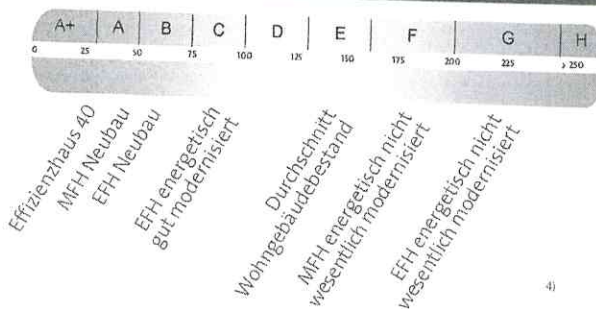 A+ A B C D E F G H
0 25 50 75 100 125 150 175 200 225 > 250
Effizienzhaus 40
MFH Neubau
EFH Neubau
EFH energetisch
gut modernisiert
Durchschnitt
Wohngebäudebestand
MFH energetisch nicht
wesentlich modernisiert
EFH energetisch nicht
wesentlich modernisiert
4)